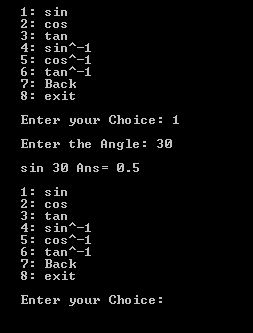 1: sin
2: cos
3: tan
4: sin^-1
5: cos^-1
6: tan^-1
7: Back
8: exit
Enter your Choice: 1
Enter the Angle: 30
sin 30 Ans= 0.5
1: sin
2: cos
3: tan
4: sin^-1
5: cos^-1
6: tan^-1
7: Back
8: exit
Enter your Choice: